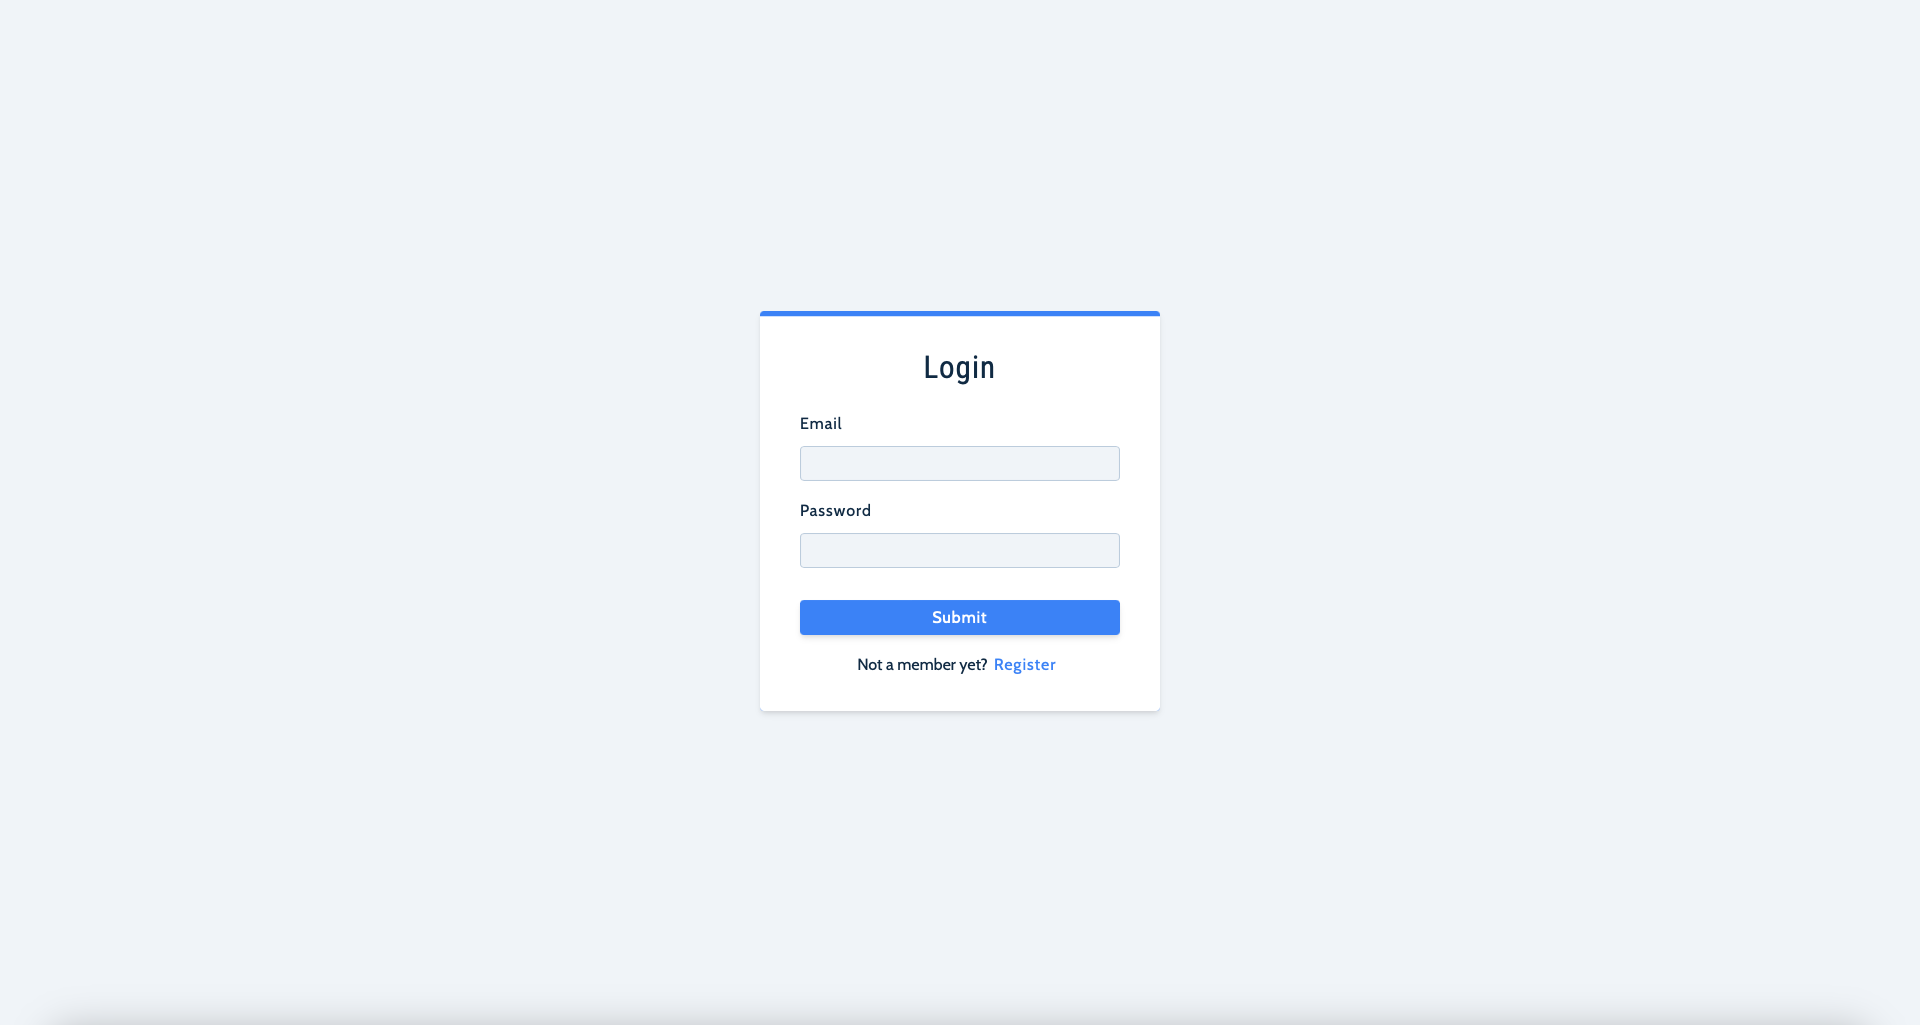 Login
Email
Password
Submit
Not a member yet? Register